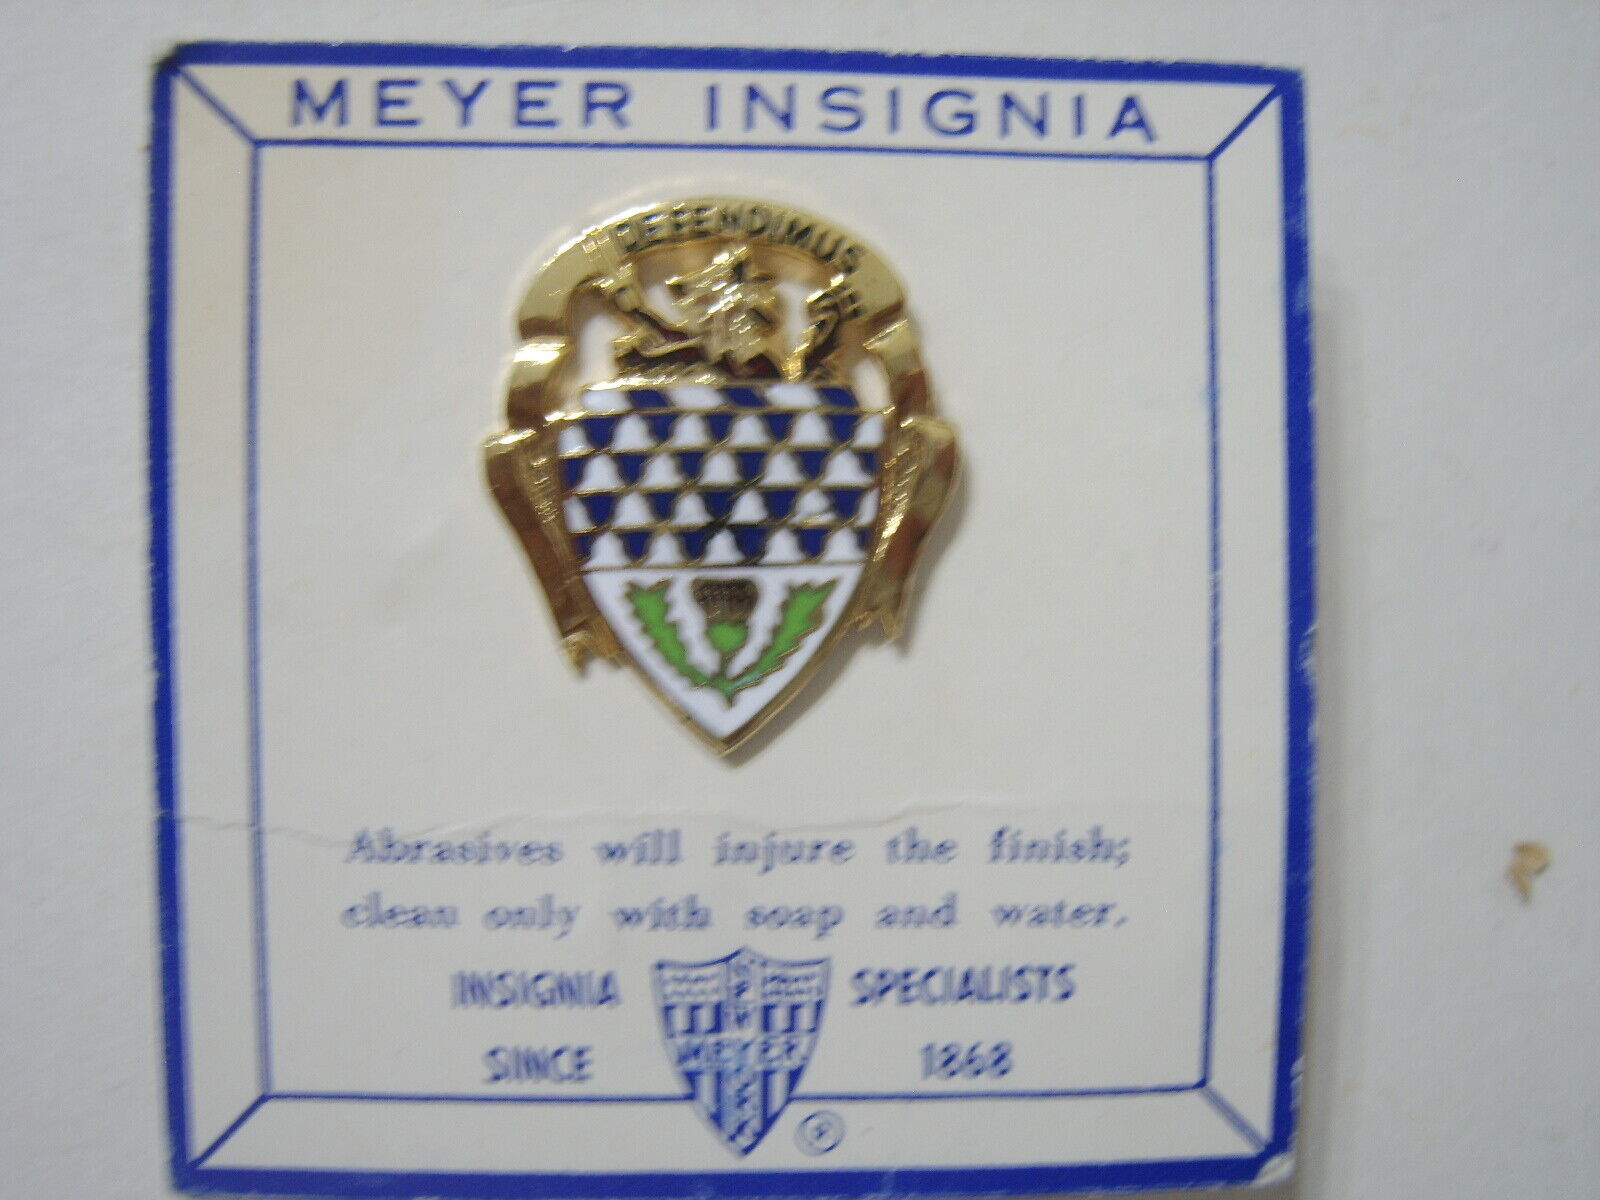 MEYER INSIGNIA
DEFENDIMUS
Abrasives will injure the finish;
clean only with soap and water.
INSIGNIA SPECIALISTS
MEYER
SINCE 1868
®